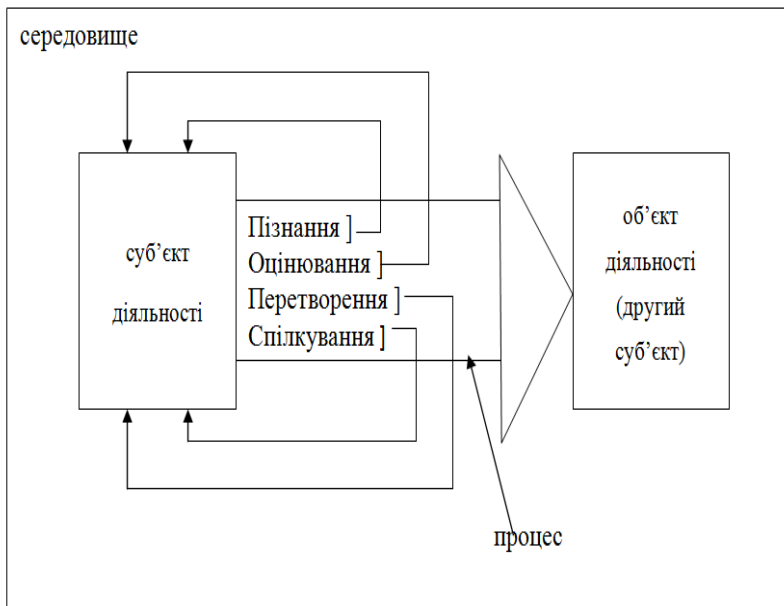 середовище
суб’єкт
діяльності
Пізнання ]
Оцінювання ]
Перетворення ]
Спілкування ]
об’єкт
діяльності
(другий
суб’єкт)
процес